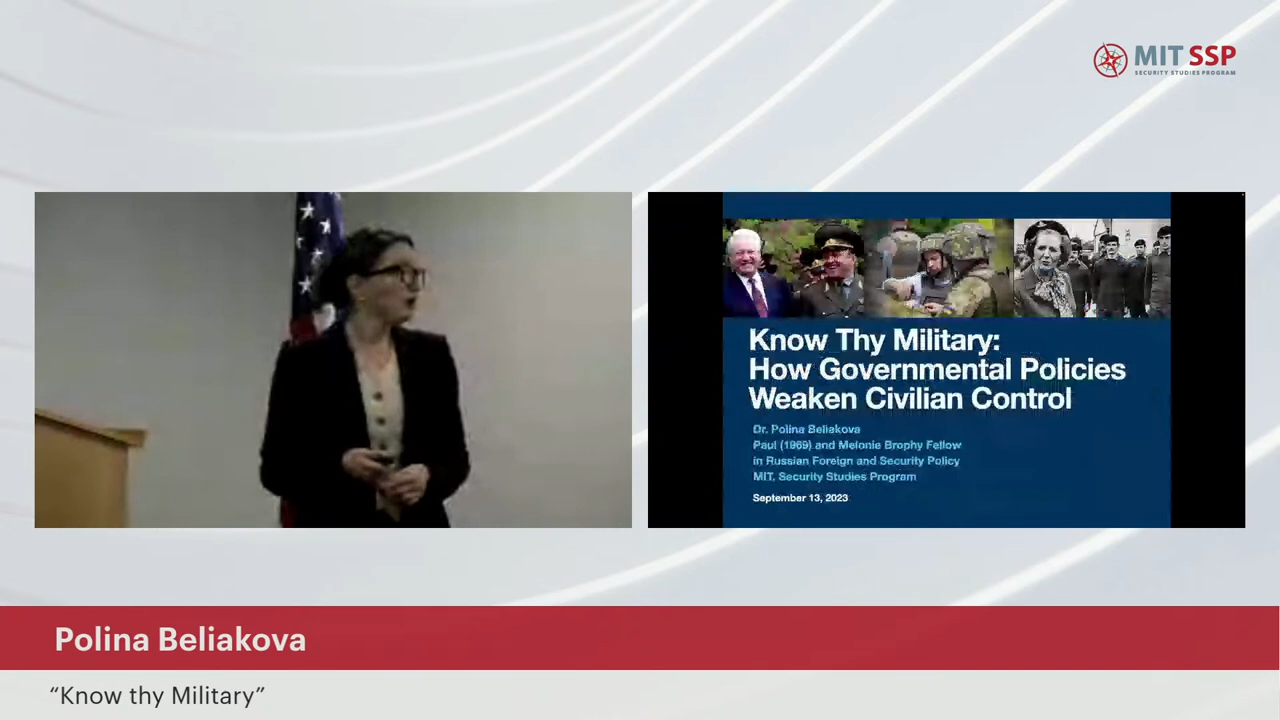 MIT SSP
SECURITY STUDIES PROGRAM
Know Thy Military:
How Governmental Policies
Weaken Civilian Control
Dr. Polina Beliakova
Paul (1969) and Melonie Brophy Fellow
in Russian Foreign and Security Policy
MIT, Security Studies Program
September 13, 2023
Polina Beliakova
“Know thy Military”